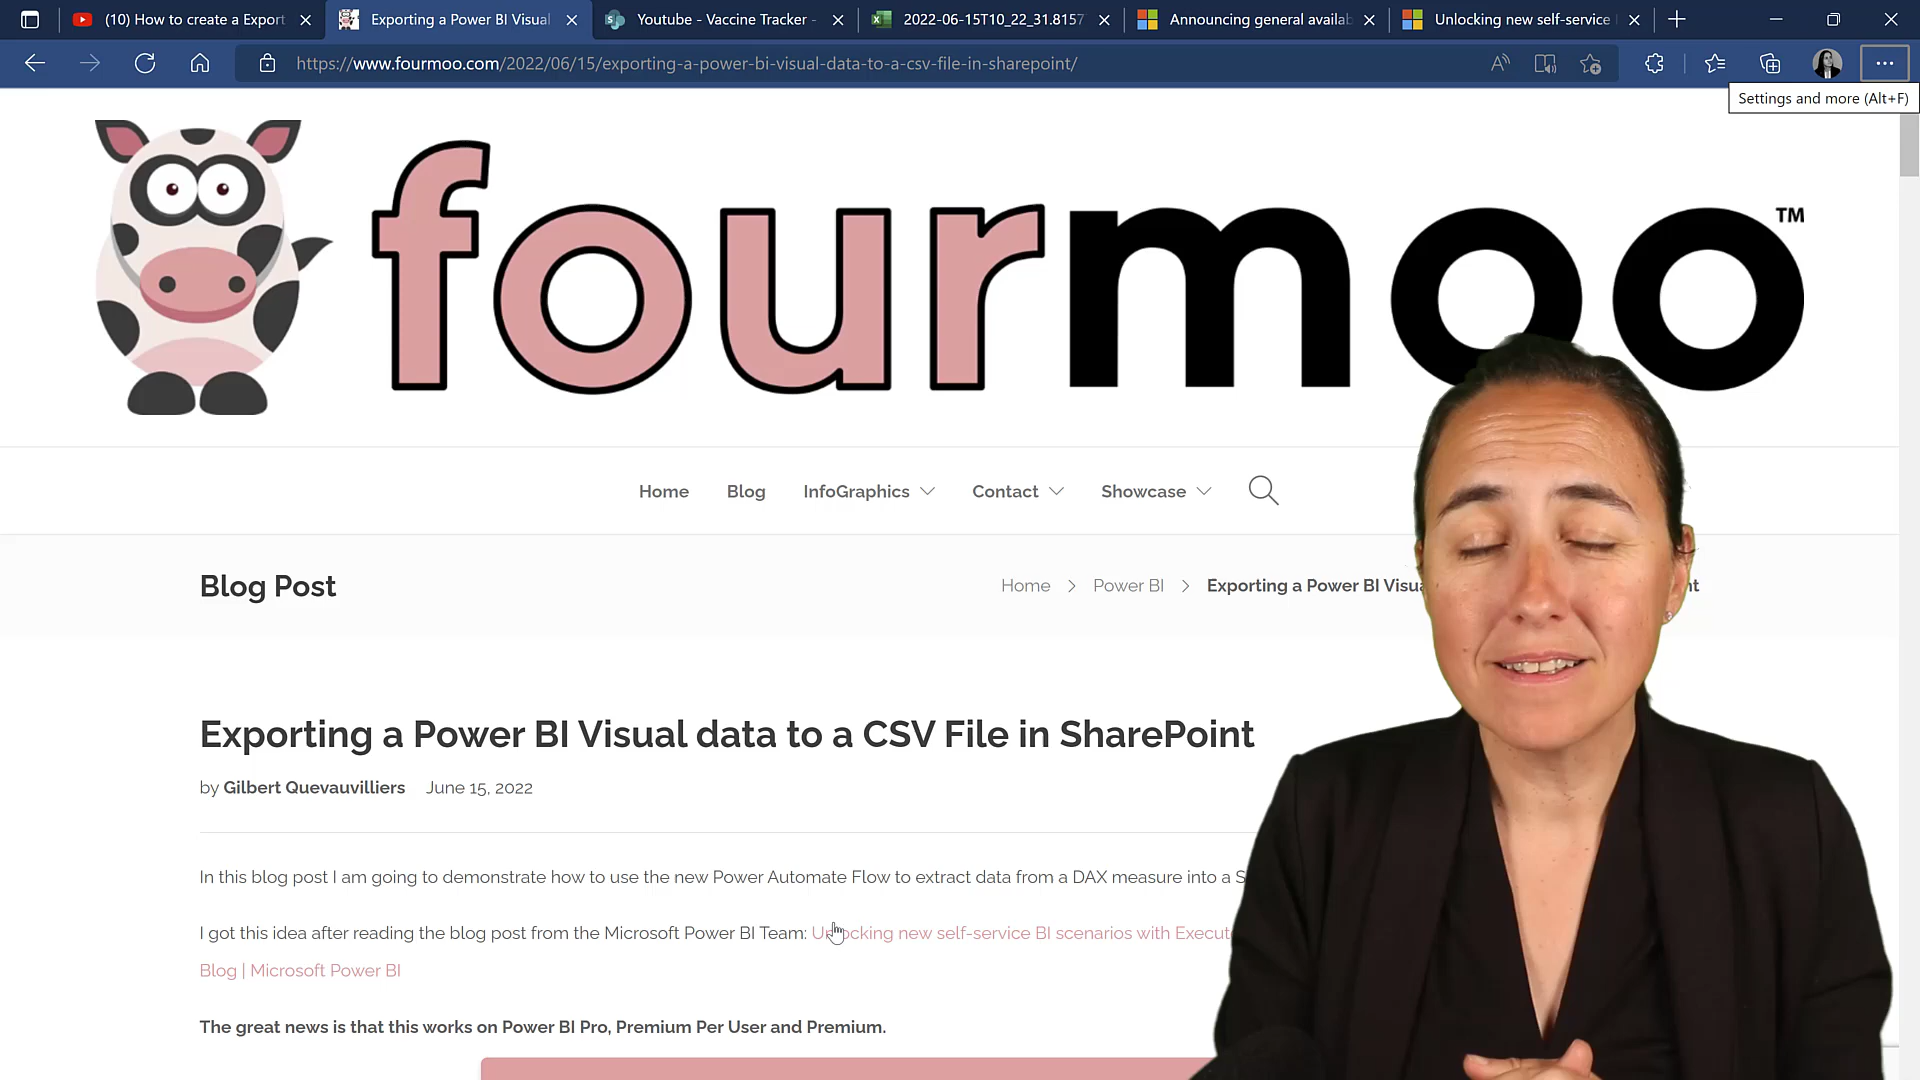 (10) How to create a Export
Exporting a Power BI Visual
Youtube - Vaccine Tracker -
2022-06-15T10_22_31.8157
Announcing general availab
Unlocking new self-service
https://www.fourmoo.com/2022/06/15/exporting-a-power-bi-visual-data-to-a-csv-file-in-sharepoint/
Settings and more (Alt+F)
fourmoo™
Home Blog InfoGraphics Contact Showcase
Blog Post
Home > Power BI > Exporting a Power BI Visua nt
Exporting a Power BI Visual data to a CSV File in SharePoint
by Gilbert Quevauvilliers June 15, 2022
In this blog post I am going to demonstrate how to use the new Power Automate Flow to extract data from a DAX measure into a S
I got this idea after reading the blog post from the Microsoft Power BI Team: Unlocking new self-service BI scenarios with Execut
Blog | Microsoft Power BI
The great news is that this works on Power BI Pro, Premium Per User and Premium.